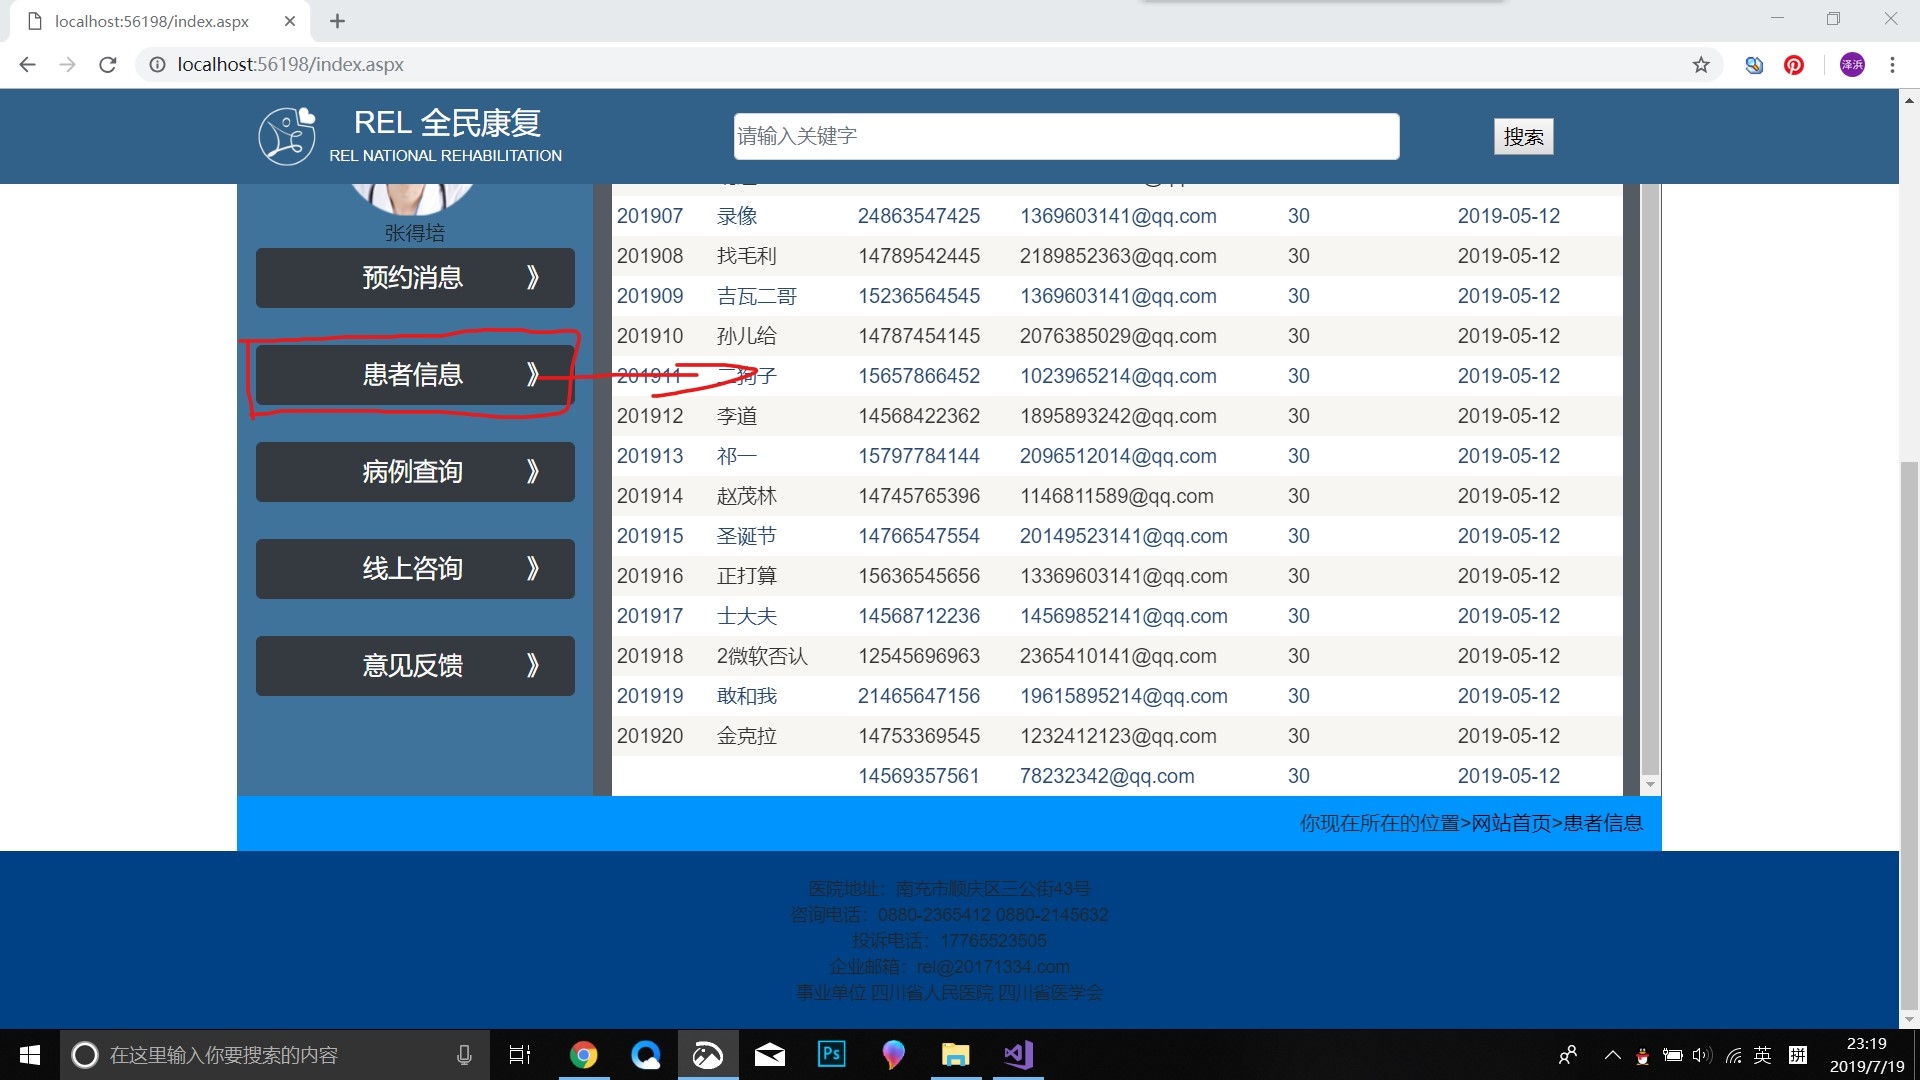 localhost:56198/index.aspx
localhost:56198/index.aspx
泽浜
REL 全民康复
REL NATIONAL REHABILITATION
请输入关键字
搜索
张得培
预约消息 》
患者信息 》
病例查询 》
线上咨询 》
意见反馈 》
201907 录像 24863547425 1369603141@qq.com 30 2019-05-12
201908 找毛利 14789542445 2189852363@qq.com 30 2019-05-12
201909 吉瓦二哥 15236564545 1369603141@qq.com 30 2019-05-12
201910 孙儿给 14787454145 2076385029@qq.com 30 2019-05-12
201911 二狗子 15657866452 1023965214@qq.com 30 2019-05-12
201912 李道 14568422362 1895893242@qq.com 30 2019-05-12
201913 祁一 15797784144 2096512014@qq.com 30 2019-05-12
201914 赵茂林 14745765396 1146811589@qq.com 30 2019-05-12
201915 圣诞节 14766547554 20149523141@qq.com 30 2019-05-12
201916 正打算 15636545656 13369603141@qq.com 30 2019-05-12
201917 士大夫 14568712236 14569852141@qq.com 30 2019-05-12
201918 2微软否认 12545696963 2365410141@qq.com 30 2019-05-12
201919 敢和我 21465647156 19615895214@qq.com 30 2019-05-12
201920 金克拉 14753369545 1232412123@qq.com 30 2019-05-12
14569357561 78232342@qq.com 30 2019-05-12
你现在所在的位置>网站首页>患者信息
医院地址：南充市顺庆区三公街43号
咨询电话：0880-2365412 0880-2145632
投诉电话：17765523505
企业邮箱：rel@20171334.com
事业单位 四川省人民医院 四川省医学会
在这里输入你要搜索的内容
Ps
英
拼
23:19
2019/7/19